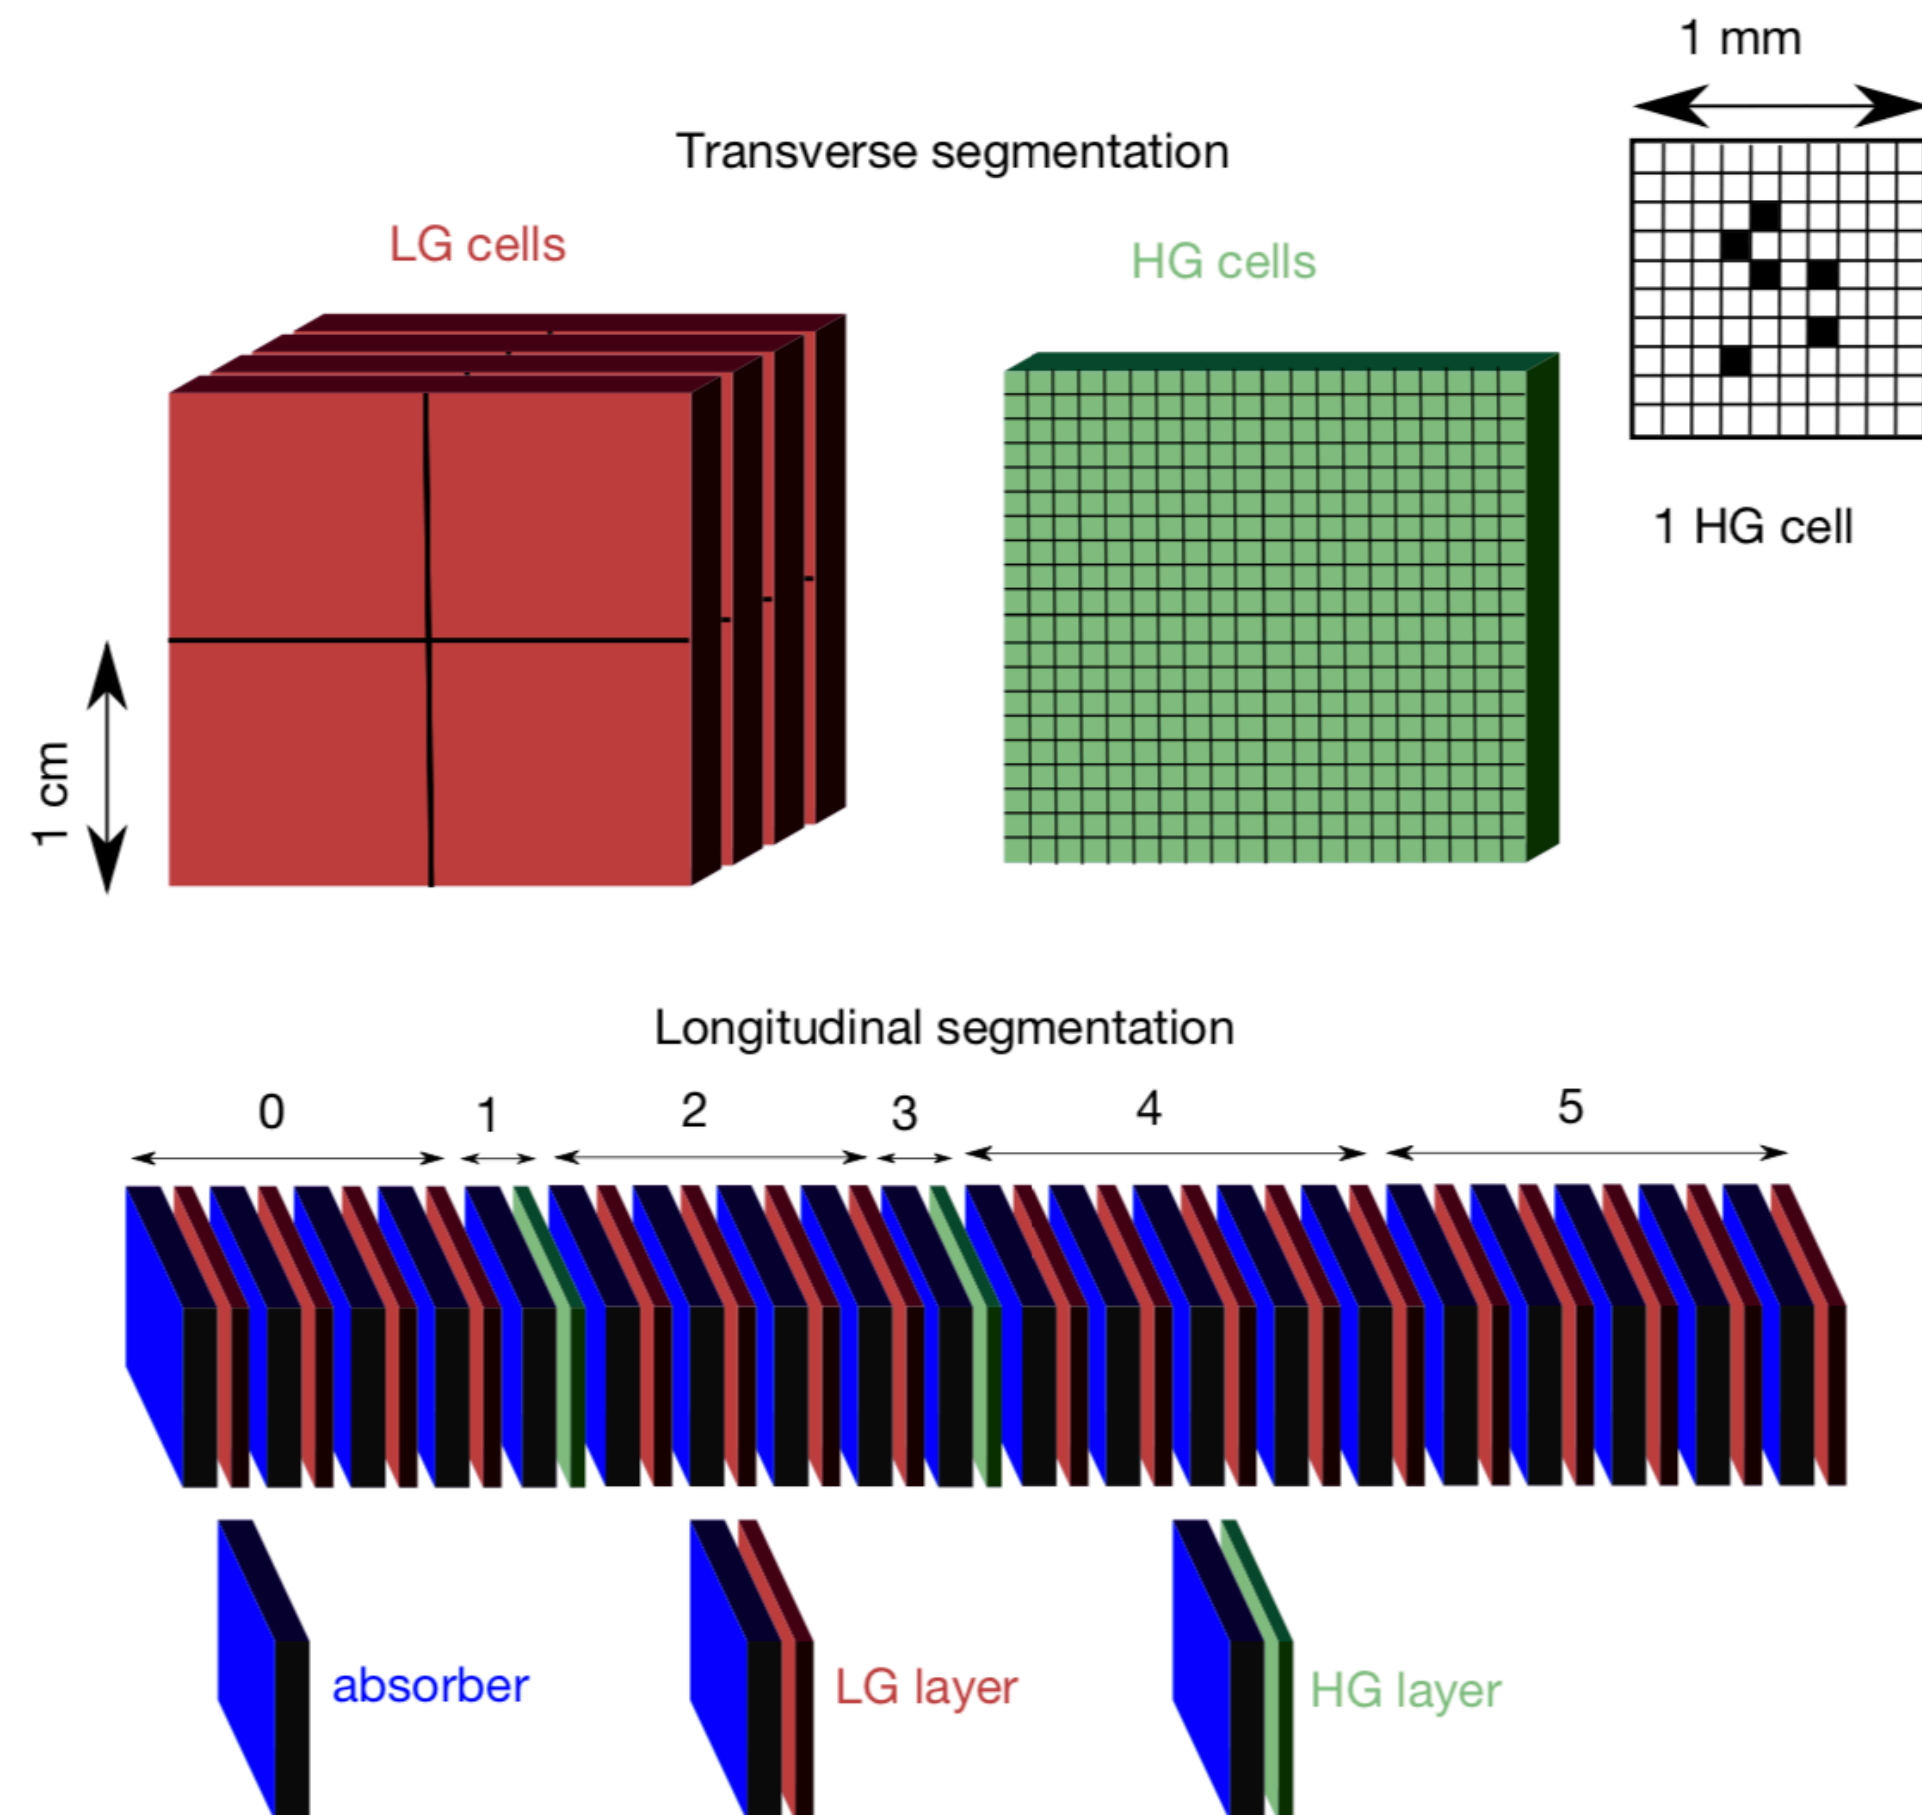 1 mm
Transverse segmentation
LG cells
HG cells
1 HG cell
1 cm
Longitudinal segmentation
0 1 2 3 4 5
absorber
LG layer
HG layer